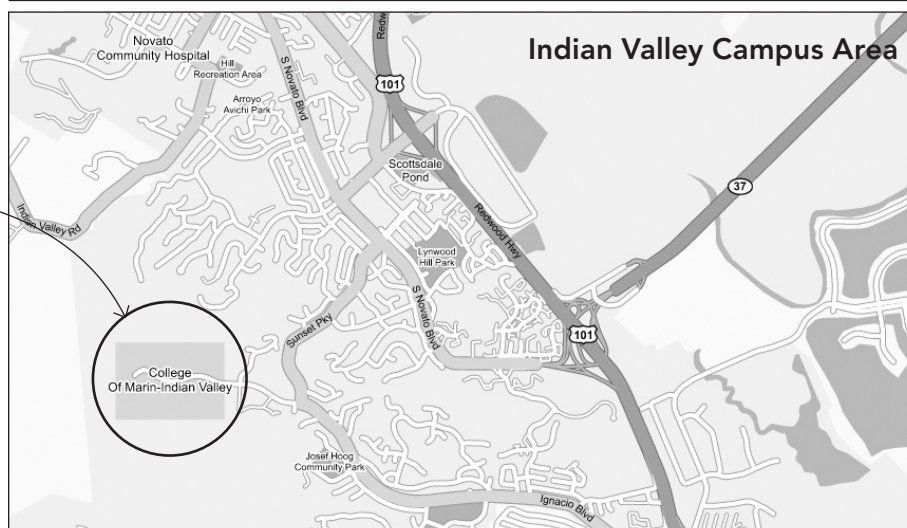 Indian Valley Campus Area
Redw
Novato
Community Hospital
Hill
Recreation Area
S Novato Blvd
101
Arroyo
Avichi Park
Scottsdale
Pond
37
Indian Valley Rd
Redwood Hwy
Lynwood
Hill Park
S Novato Blvd
Sunset Pky
101
College
Of Marin-Indian Valley
Josef Hoog
Community Park
Ignacio Blvd